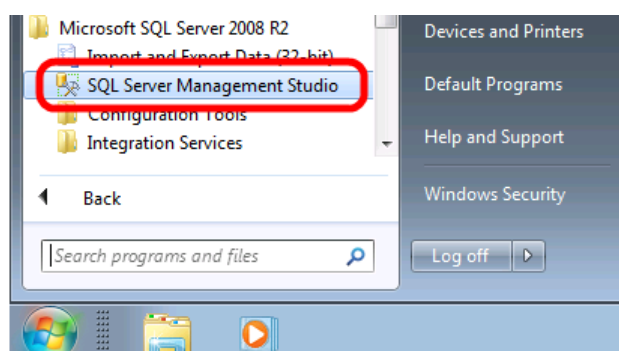 Microsoft SQL Server 2008 R2
Import and Export Data (32-bit)
SQL Server Management Studio
Configuration Tools
Integration Services
Back
Search programs and files
Devices and Printers
Default Programs
Help and Support
Windows Security
Log off